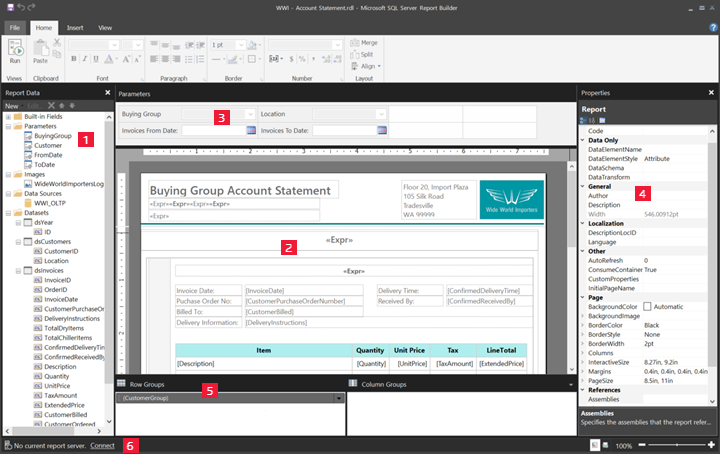 WWI - Account Statement.rdl - Microsoft SQL Server Report Builder
File Home Insert View
Run Paste Merge
Split
Align
Views Clipboard Font Paragraph Border Number Layout
1 pt
Report Data
New Edit...
Built-in Fields
Parameters
BuyingGroup
Customer
FromDate
ToDate
Images
WideWorldImportersLog
Data Sources
WWI_OLTP
Datasets
dsYear
ID
dsCustomers
CustomerID
Location
dsInvoices
InvoiceID
OrderID
InvoiceDate
CustomerPurchaseOr
DeliveryInstructions
TotalDryItems
TotalChillerItems
ConfirmedDeliveryTim
ConfirmedReceivedBy
Description
Quantity
UnitPrice
TaxAmount
ExtendedPrice
CustomerBilled
CustomerOrdered
1
Parameters
Buying Group Location
3
Invoices From Date: Invoices To Date:
1 2 3 4 5 6 7
Buying Group Account Statement
«Expr»«Expr»«Expr»«Expr»
«Expr»
Floor 20, Import Plaza
105 Silk Road
Tradesville
WA 99999
Wide World Importers
«Expr»
2
«Expr»
Invoice Date: [InvoiceDate] Delivery Time: [ConfirmedDeliveryTime]
Puchase Order No: [CustomerPurchaseOrderNumber] Received By: [ConfirmedReceivedBy]
Billed To: [CustomerBilled]
Delivery Information: [DeliveryInstructions]
Item Quantity Unit Price Tax LineTotal
[Description] [Quantity] [UnitPrice] [TaxAmount] [ExtendedPrice]
Row Groups Column Groups
5
(CustomerGroup)
Properties
Report
Code
Data Only
DataElementName
DataElementStyle Attribute
DataSchema
DataTransform
General
Author
4
Description
Width 546.00912pt
Localization
DescriptionLocID
Language
Other
AutoRefresh 0
ConsumeContainer True
CustomProperties
InitialPageName
Page
BackgroundColor Automatic
BackgroundImage
BorderColor Black
BorderStyle None
BorderWidth 2pt
Columns
InteractiveSize 8.27in, 9.2in
Margins 0.4in, 0.4in, 0.4in, 0.4in
PageSize 8.5in, 11in
References
Assemblies
Assemblies
Specifies the assemblies that the report refer...
No current report server. Connect
6
100%